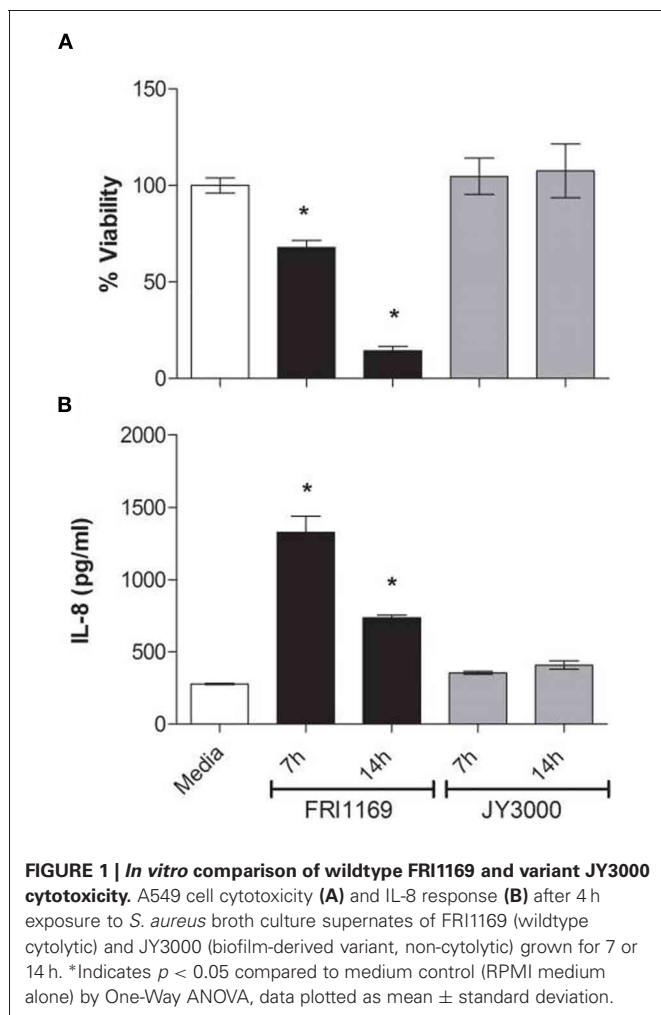 A
150
100
50
0
% Viability
*
*
B
2000
1500
1000
500
0
IL-8 (pg/ml)
*
*
Media
7h
14h
7h
14h
FRI1169
JY3000
FIGURE 1 | In vitro comparison of wildtype FRI1169 and variant JY3000
cytotoxicity. A549 cell cytotoxicity (A) and IL-8 response (B) after 4 h
exposure to S. aureus broth culture supernates of FRI1169 (wildtype
cytolytic) and JY3000 (biofilm-derived variant, non-cytolytic) grown for 7 or
14 h. *Indicates p < 0.05 compared to medium control (RPMI medium
alone) by One-Way ANOVA, data plotted as mean ± standard deviation.